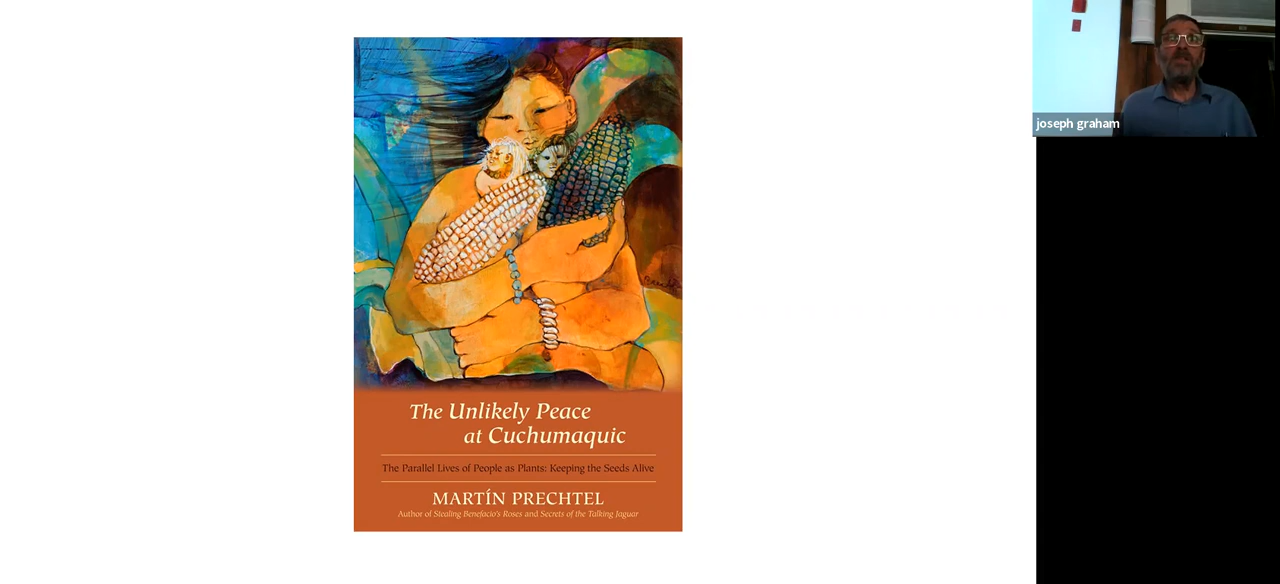 The Unlikely Peace
at Cuchumaquic
The Parallel Lives of People as Plants: Keeping the Seeds Alive
MARTÍN PRECHTEL
Author of Stealing Benefacio's Roses and Secrets of the Talking Jaguar
joseph graham